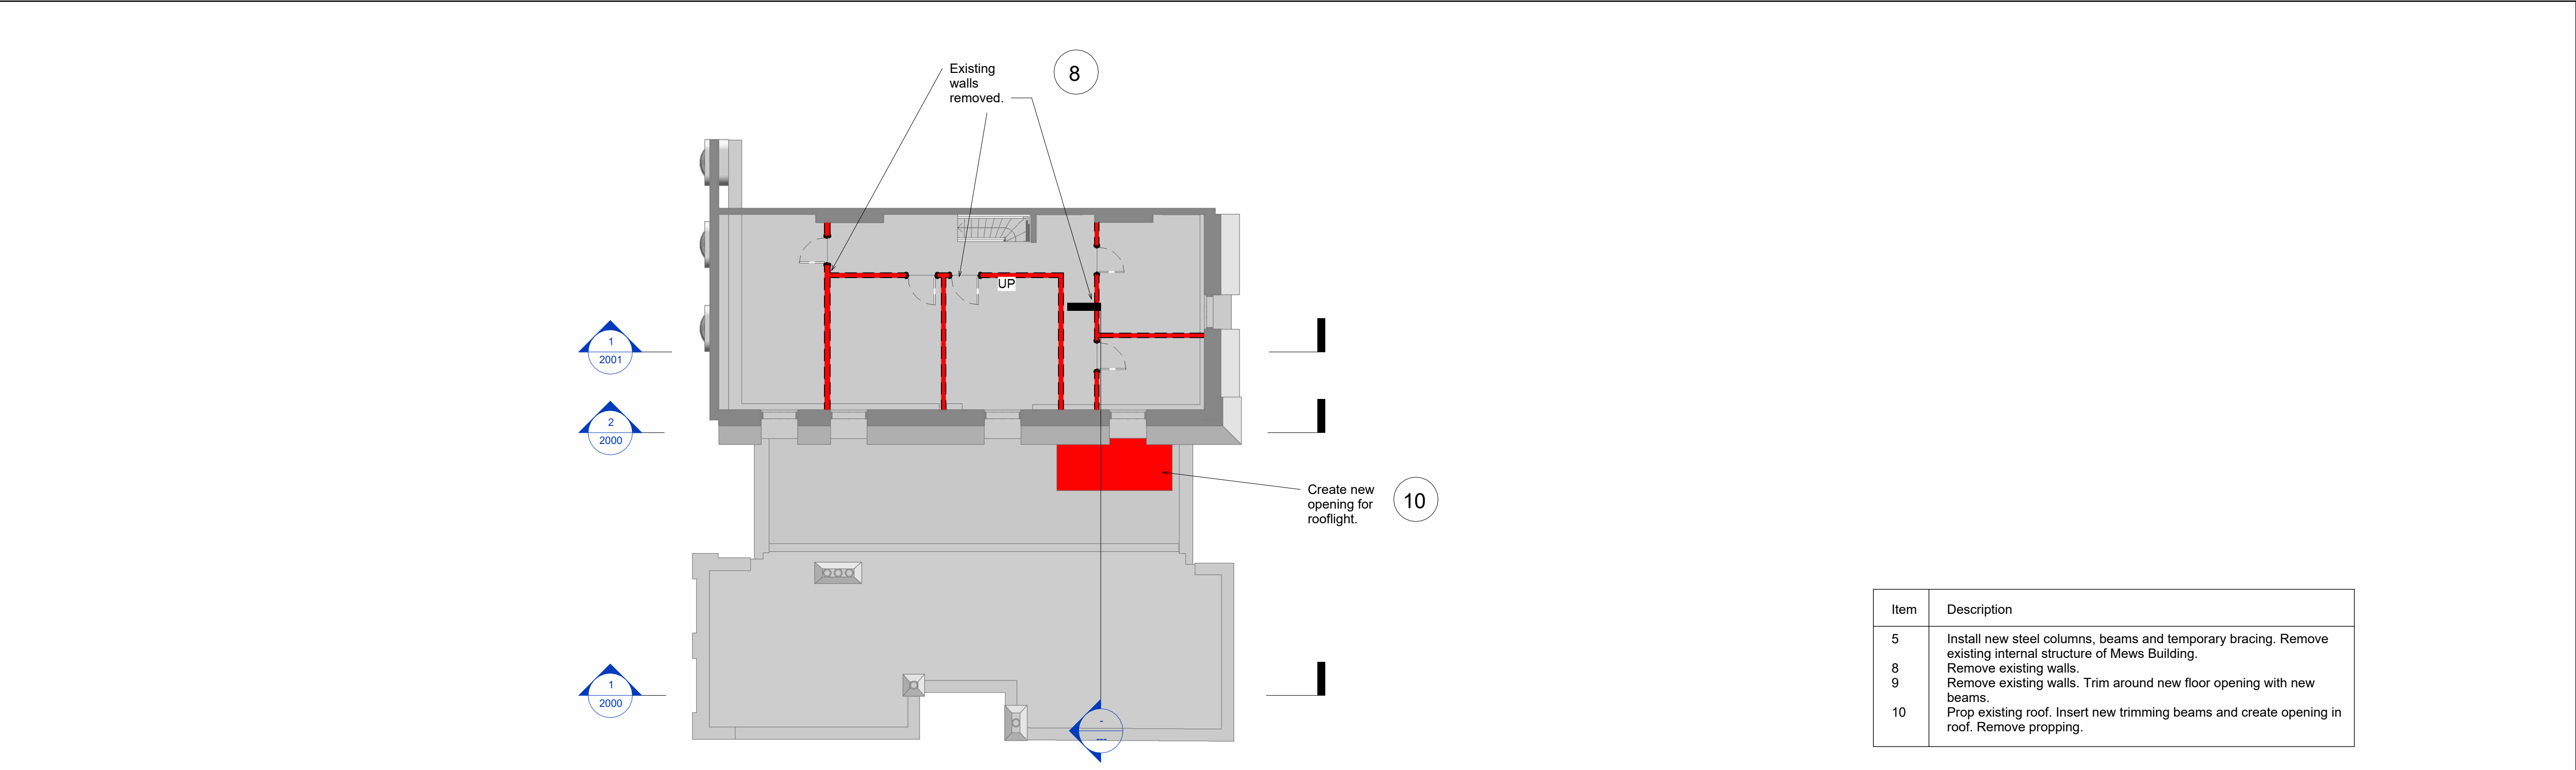 Existing
walls
removed.
8
UP
1
2001
2
2000
Create new
opening for
rooflight.
10
1
2000
-
---
Item Description
5 Install new steel columns, beams and temporary bracing. Remove
existing internal structure of Mews Building.
8 Remove existing walls.
9 Remove existing walls. Trim around new floor opening with new
beams.
10 Prop existing roof. Insert new trimming beams and create opening in
roof. Remove propping.